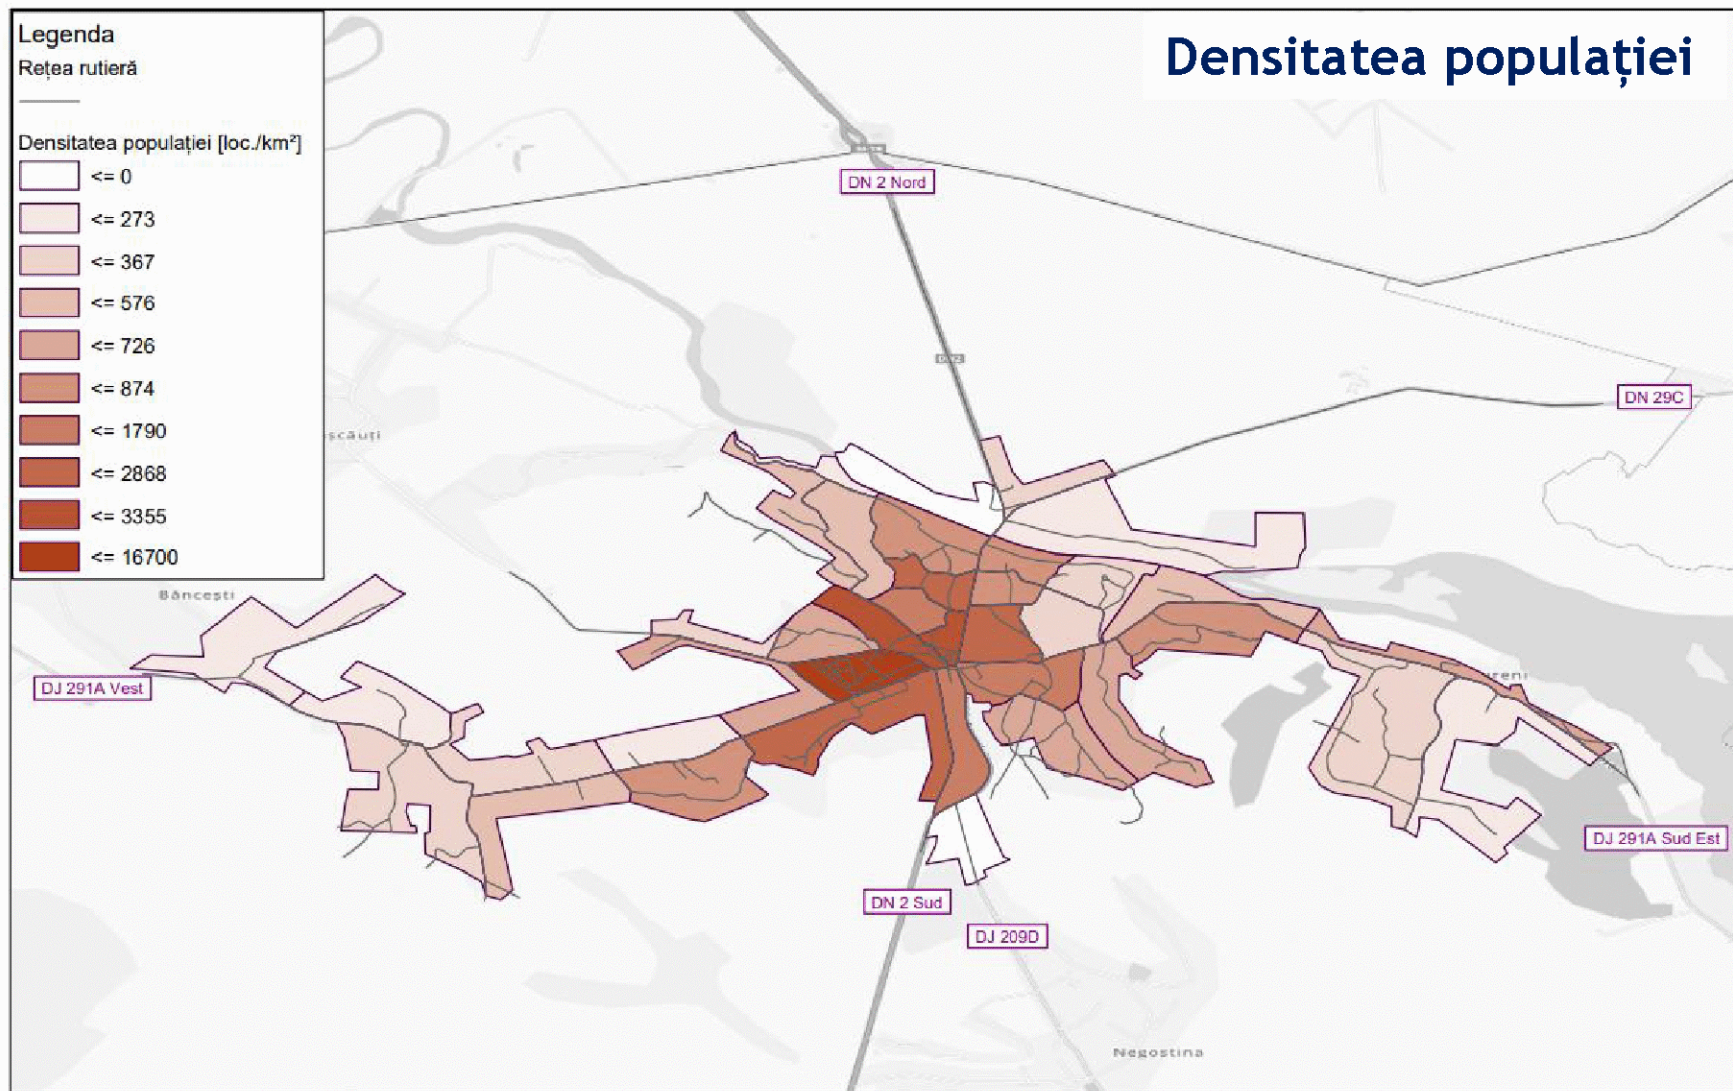 Densitatea populației
Legenda
Rețea rutieră
Densitatea populației [loc./km²]
<= 0
<= 273
<= 367
<= 576
<= 726
<= 874
<= 1790
<= 2868
<= 3355
<= 16700
DN 2 Nord
DN 29C
scăuți
Băncești
DJ 291A Vest
reni
DJ 291A Sud Est
DN 2 Sud
DJ 209D
Negostina